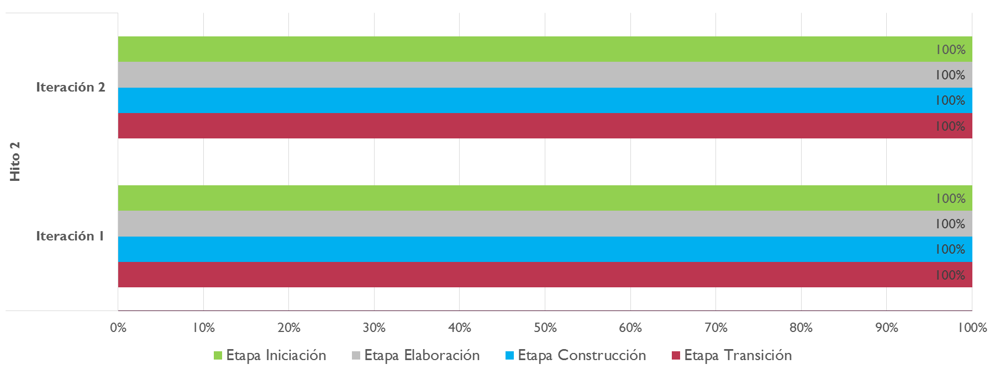 100%
100%
Iteración 2
100%
100%
Hito 2
100%
100%
Iteración 1
100%
100%
0% 10% 20% 30% 40% 50% 60% 70% 80% 90% 100%
Etapa Iniciación Etapa Elaboración Etapa Construcción Etapa Transición